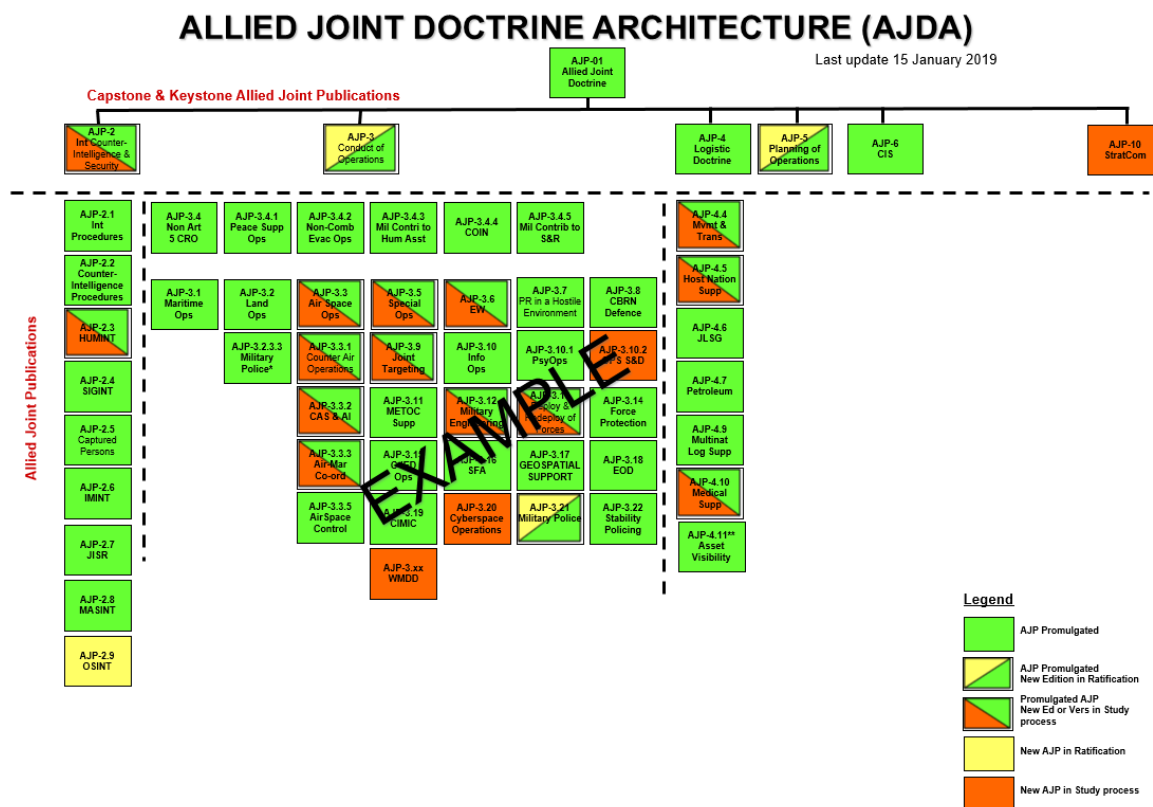 ALLIED JOINT DOCTRINE ARCHITECTURE (AJDA)
Last update 15 January 2019
AJP-01
Allied Joint
Doctrine
Capstone & Keystone Allied Joint Publications
AJP-2
Int Counter-
Intelligence &
Security
AJP-3
Conduct of
Operations
AJP-4
Logistic
Doctrine
AJP-5
Planning of
Operations
AJP-6
CIS
AJP-10
StratCom
Allied Joint Publications
AJP-2.1
Int
Procedures
AJP-2.2
Counter-
Intelligence
Procedures
AJP-2.3
HUMINT
AJP-2.4
SIGINT
AJP-2.5
Captured
Persons
AJP-2.6
IMINT
AJP-2.7
JISR
AJP-2.8
MASINT
AJP-2.9
OSINT
AJP-3.4
Non Art
5 CRO
AJP-3.4.1
Peace Supp
Ops
AJP-3.4.2
Non-Comb
Evac Ops
AJP-3.4.3
Mil Contri to
Hum Asst
AJP-3.4.4
COIN
AJP-3.4.5
Mil Contrib to
S&R
AJP-3.1
Maritime
Ops
AJP-3.2
Land
Ops
AJP-3.3
Air Space
Ops
AJP-3.5
Special
Ops
AJP-3.6
EW
AJP-3.7
PR in a Hostile
Environment
AJP-3.8
CBRN
Defence
AJP-3.2.3.3
Military
Police*
AJP-3.3.1
Counter Air
Operations
AJP-3.9
Joint
Targeting
AJP-3.10
Info
Ops
AJP-3.10.1
PsyOps
AJP-3.10.2
S&D
AJP-3.3.2
CAS & AI
AJP-3.11
METOC
Supp
AJP-3.12
Military
Engineering
Deploy &
Redeploy of
Forces
AJP-3.14
Force
Protection
AJP-3.3.3
Air-Mar
Co-ord
AJP-3.15
Ops
SFA
AJP-3.17
GEOSPATIAL
SUPPORT
AJP-3.18
EOD
AJP-3.3.5
AirSpace
Control
AJP-3.19
CIMIC
AJP-3.20
Cyberspace
Operations
AJP-3.21
Military Police
AJP-3.22
Stability
Policing
AJP-3.xx
WMDD
EXAMPLE
AJP-4.4
Mvmt &
Trans
AJP-4.5
Host Nation
Supp
AJP-4.6
JLSG
AJP-4.7
Petroleum
AJP-4.9
Multinat
Log Supp
AJP-4.10
Medical
Supp
AJP-4.11**
Asset
Visibility
Legend
AJP Promulgated
AJP Promulgated
New Edition in Ratification
Promulgated AJP
New Ed or Vers in Study
process
New AJP in Ratification
New AJP in Study process